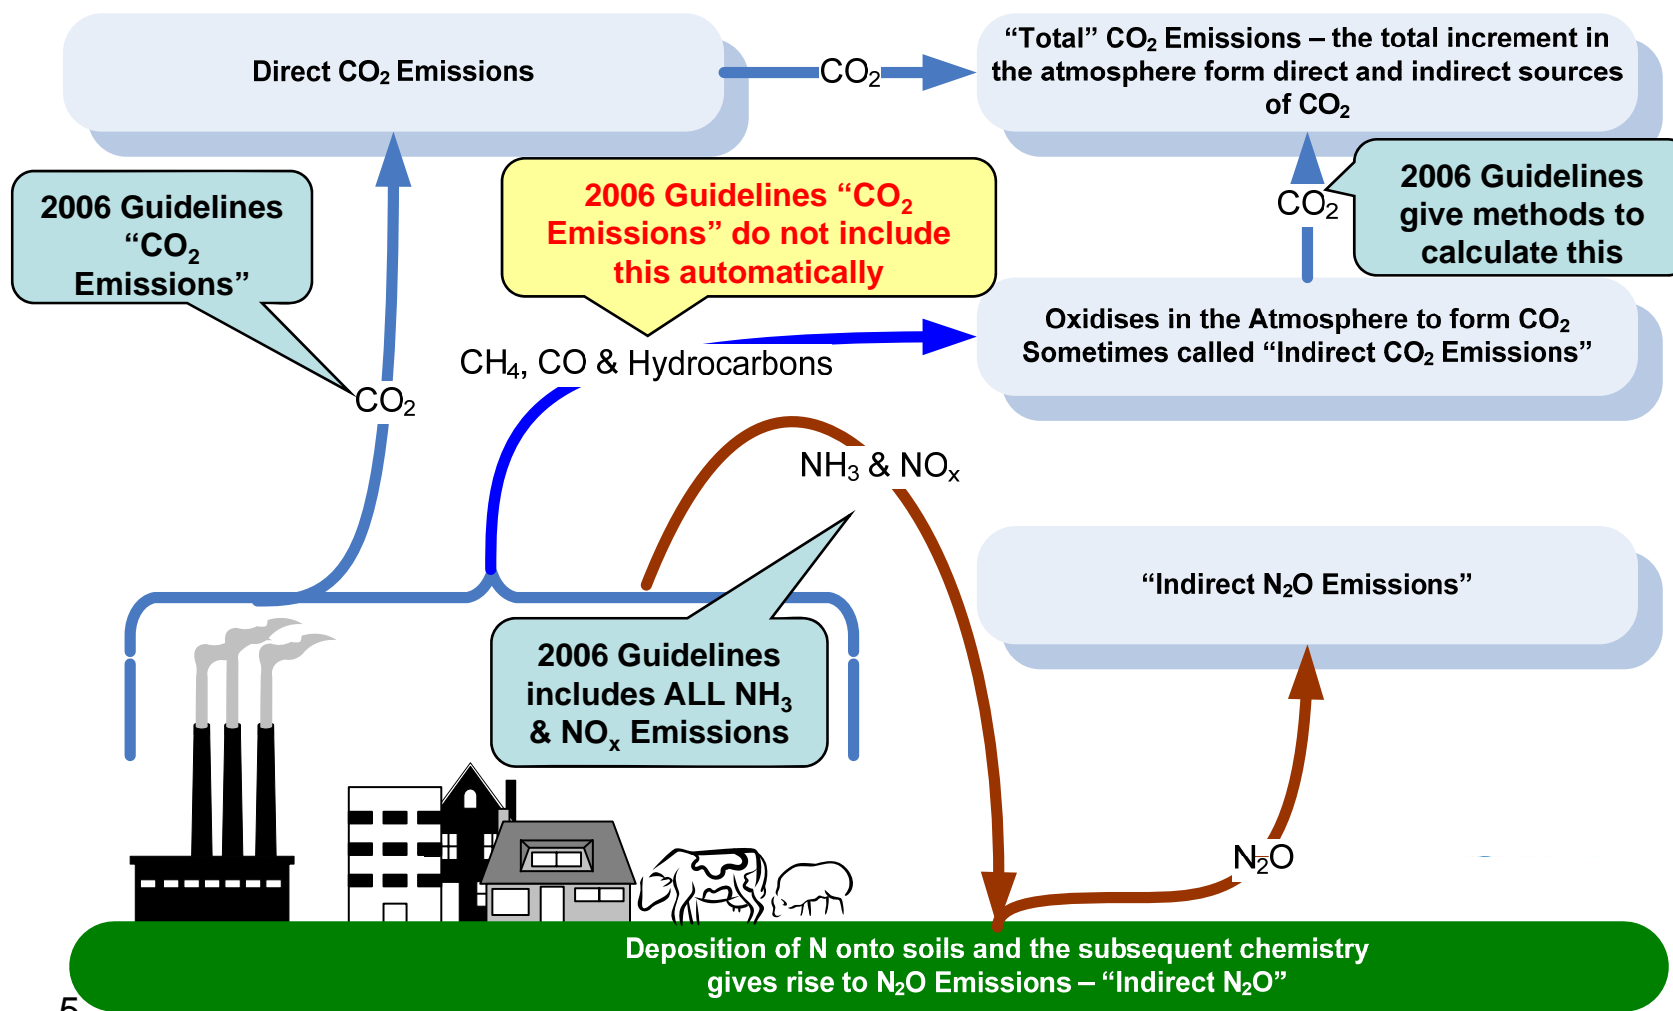 Direct CO₂ Emissions
CO₂
“Total” CO₂ Emissions – the total increment in
the atmosphere form direct and indirect sources
of CO₂
2006 Guidelines
“CO₂
Emissions”
2006 Guidelines “CO₂
Emissions” do not include
this automatically
CO₂
2006 Guidelines
give methods to
calculate this
Oxidises in the Atmosphere to form CO₂
Sometimes called “Indirect CO₂ Emissions”
CH₄, CO & Hydrocarbons
CO₂
NH₃ & NOₓ
“Indirect N₂O Emissions”
2006 Guidelines
includes ALL NH₃
& NOₓ Emissions
N₂O
Deposition of N onto soils and the subsequent chemistry
gives rise to N₂O Emissions – “Indirect N₂O”
5